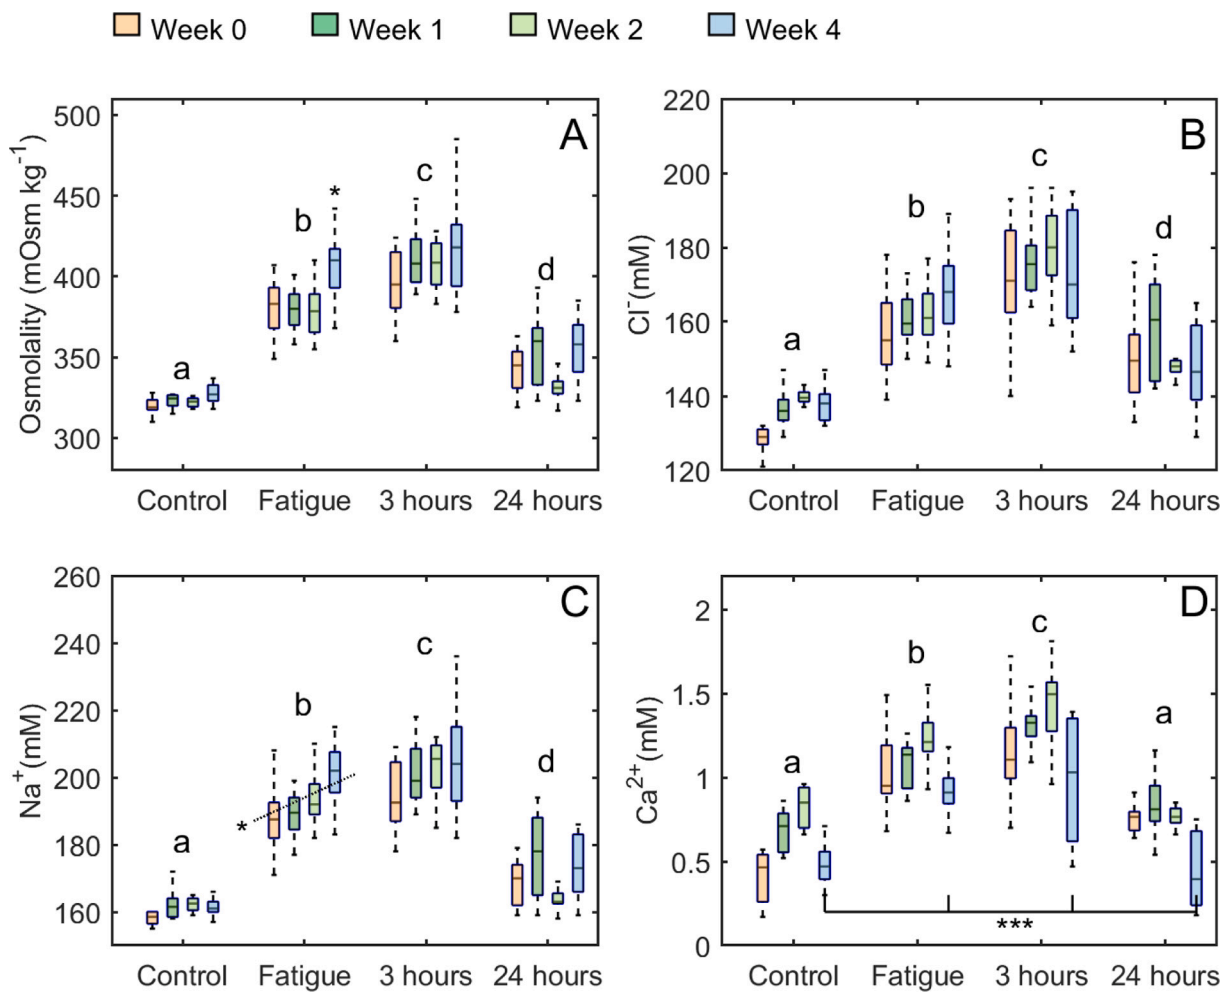 Week 0 Week 1 Week 2 Week 4
A
Osmolality (mOsm kg⁻¹)
500
450
400
350
300
a
b
*
c
d
Control Fatigue 3 hours 24 hours
B
Cl⁻(mM)
220
200
180
160
140
120
a
b
c
d
Control Fatigue 3 hours 24 hours
C
Na⁺(mM)
260
240
220
200
180
160
a
b
*
c
d
Control Fatigue 3 hours 24 hours
D
Ca²⁺(mM)
2
1.5
1
0.5
0
a
b
c
a
***
Control Fatigue 3 hours 24 hours